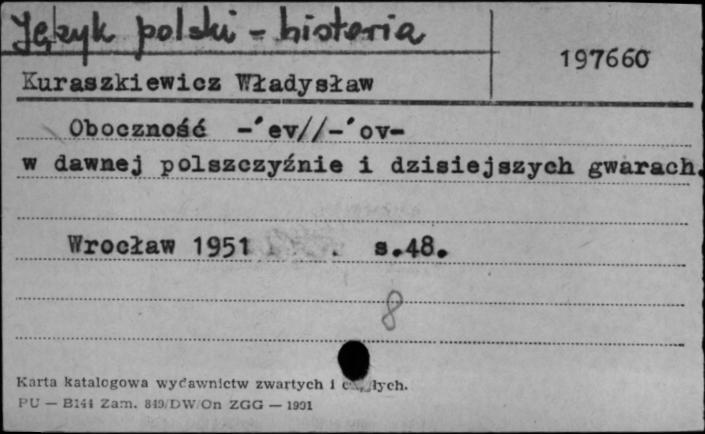 Język polski - historia
197660
Kuraszkiewicz Władysław
Oboczność -'ev//-'ov-
w dawnej polszczyźnie i dzisiejszych gwarach.
Wrocław 1951 s.48.
8
Karta katalogowa wydawnictw zwartych i ciągłych.
PU — B144 Zam. 849/DW/On ZGG —